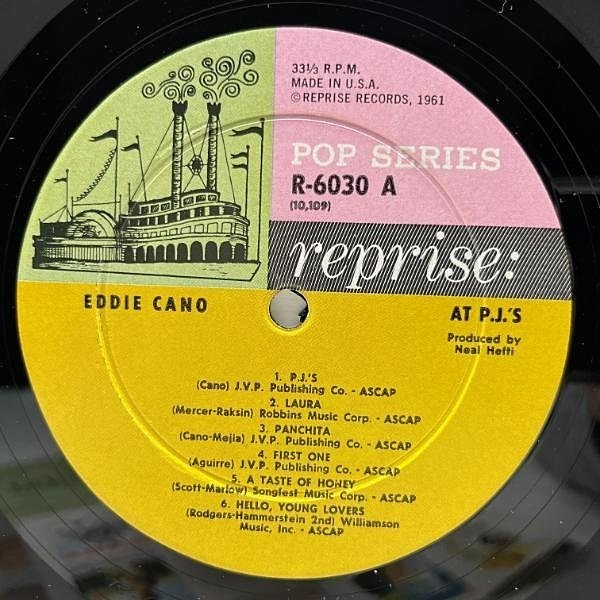 33⅓ R.P.M.
MADE IN U.S.A.
©REPRISE RECORDS, 1961
POP SERIES
R-6030 A
(10,109)
reprise:
EDDIE CANO
AT P.J.'S
Produced by
Neal Hefti
1. P.J.'S
(Cano) J.V.P. Publishing Co. - ASCAP
2. LAURA
(Mercer-Raksin) Robbins Music Corp. - ASCAP
3. PANCHITA
(Cano-Mejia) J.V.P. Publishing Co. - ASCAP
4. FIRST ONE
(Aguirre) J.V.P. Publishing Co. - ASCAP
5. A TASTE OF HONEY
(Scott-Marlow) Songfest Music Corp. - ASCAP
6. HELLO, YOUNG LOVERS
(Rodgers-Hammerstein 2nd) Williamson
Music, Inc. - ASCAP